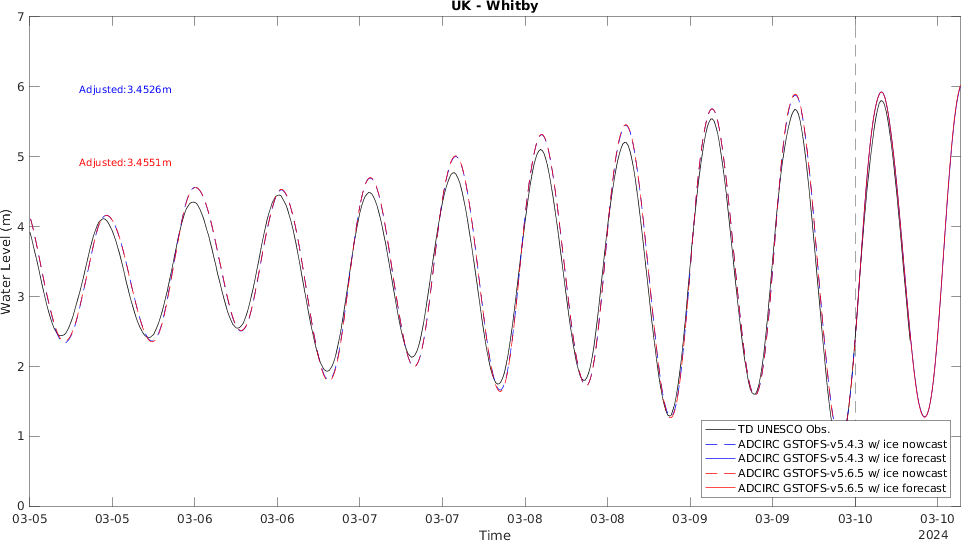 UK - Whitby
7
6
5
4
3
2
1
0
Water Level (m)
Adjusted:3.4526m
Adjusted:3.4551m
TD UNESCO Obs.
ADCIRC GSTOFS-v5.4.3 w/ ice nowcast
ADCIRC GSTOFS-v5.4.3 w/ ice forecast
ADCIRC GSTOFS-v5.6.5 w/ ice nowcast
ADCIRC GSTOFS-v5.6.5 w/ ice forecast
03-05 03-05 03-06 03-06 03-07 03-07 03-08 03-08 03-09 03-09 03-10 03-10
Time
2024